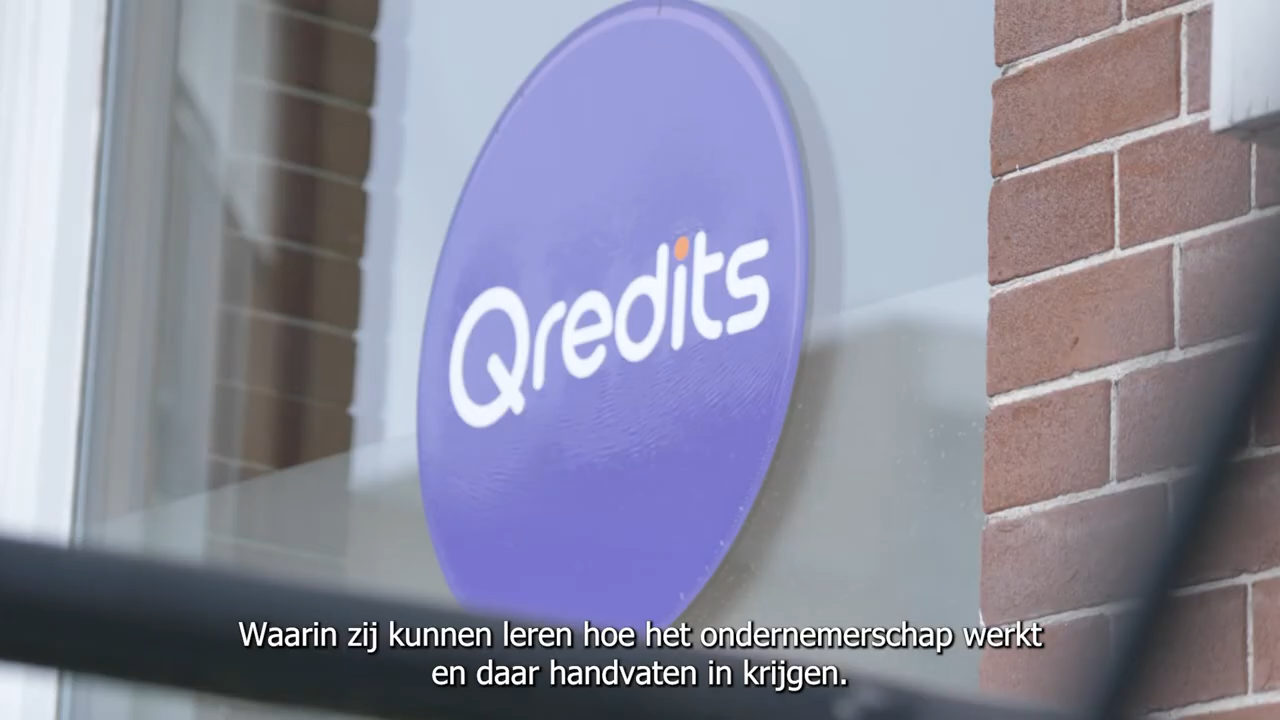 Qredits
Waarin zij kunnen leren hoe het ondernemerschap werkt
en daar handvaten in krijgen.